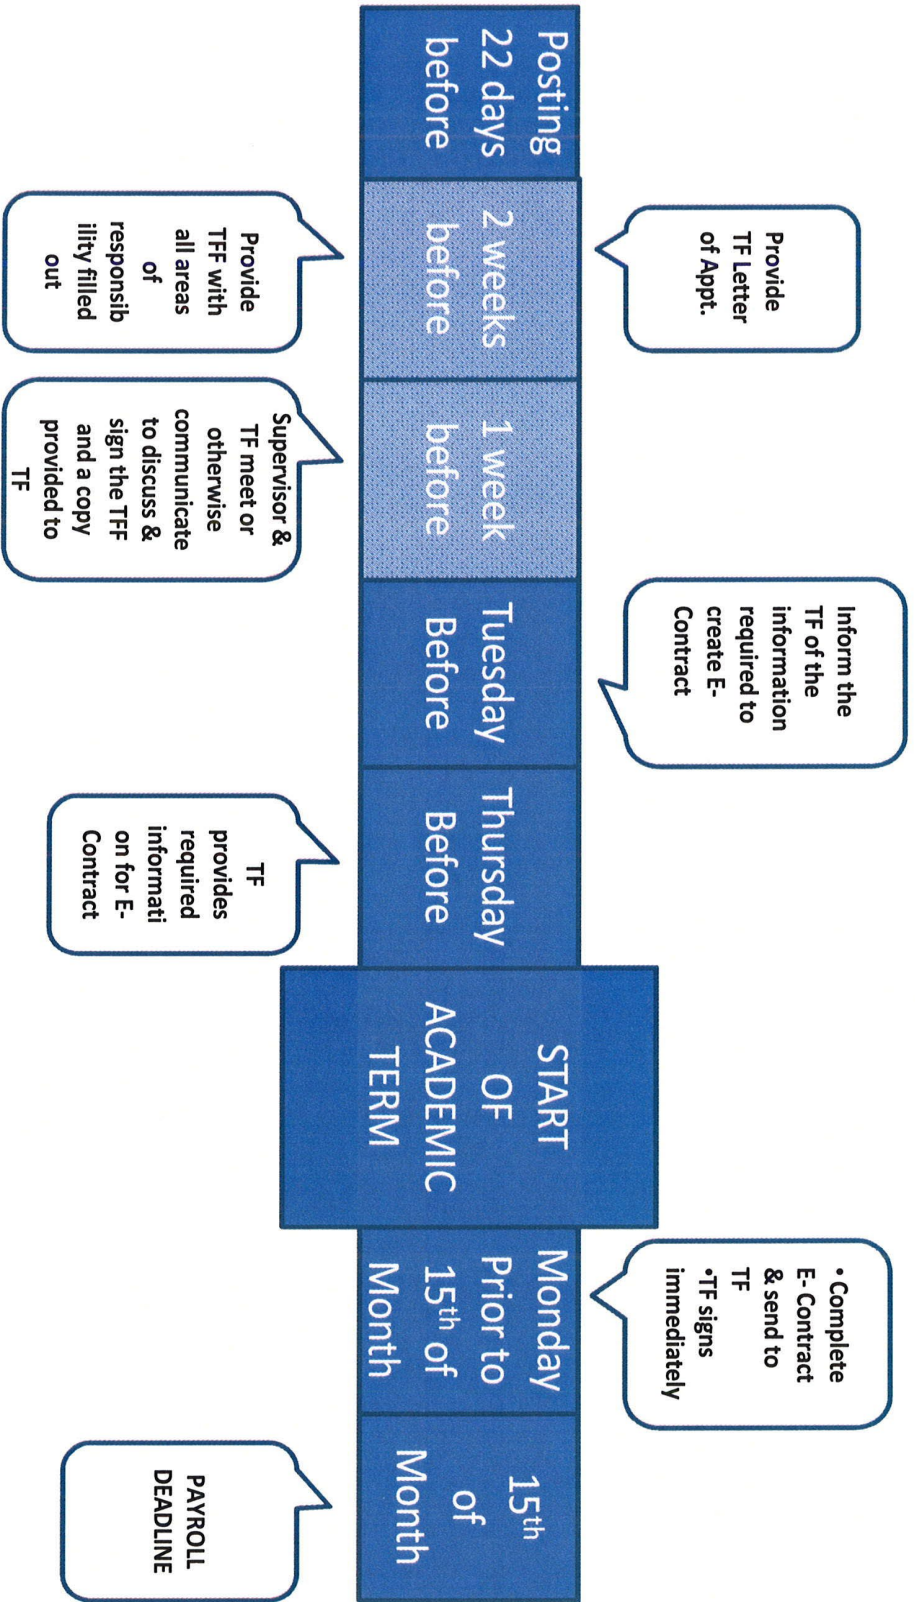 Provide
TF Letter
of Appt.
Inform the
TF of the
information
required to
create E-
Contract
• Complete
E- Contract
& send to
TF
•TF signs
immediately
Posting
22 days
before
2 weeks
before
1 week
before
Tuesday
Before
Thursday
Before
START
OF
ACADEMIC
TERM
Monday
Prior to
15th of
Month
15th
of
Month
Provide
TFF with
all areas
of
responsib
ility filled
out
Supervisor &
TF meet or
otherwise
communicate
to discuss &
sign the TFF
and a copy
provided to
TF
TF
provides
required
informati
on for E-
Contract
PAYROLL
DEADLINE